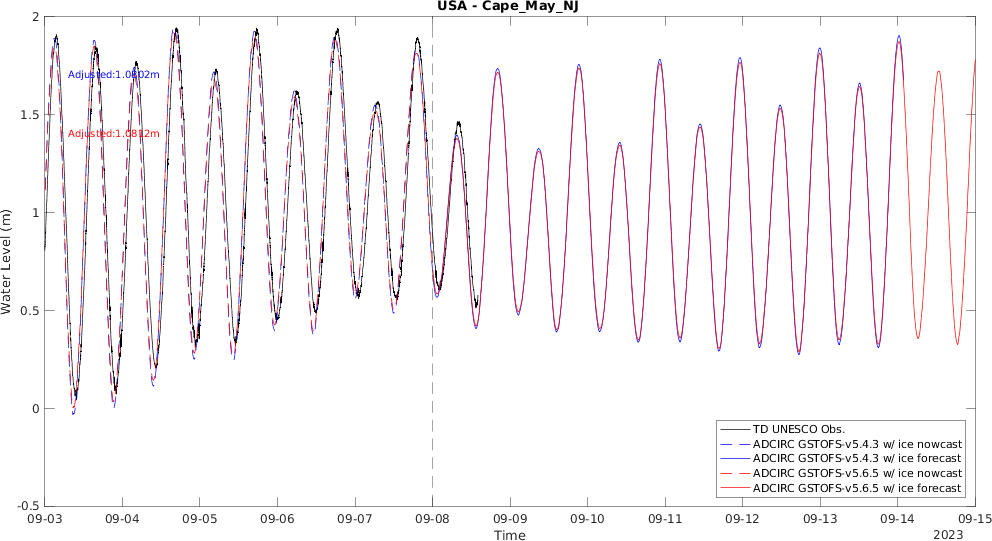 USA - Cape_May_NJ
2
1.5
1
0.5
0
-0.5
Water Level (m)
Adjusted:1.0802m
Adjusted:1.0812m
TD UNESCO Obs.
ADCIRC GSTOFS-v5.4.3 w/ ice nowcast
ADCIRC GSTOFS-v5.4.3 w/ ice forecast
ADCIRC GSTOFS-v5.6.5 w/ ice nowcast
ADCIRC GSTOFS-v5.6.5 w/ ice forecast
09-03 09-04 09-05 09-06 09-07 09-08 09-09 09-10 09-11 09-12 09-13 09-14 09-15
Time
2023